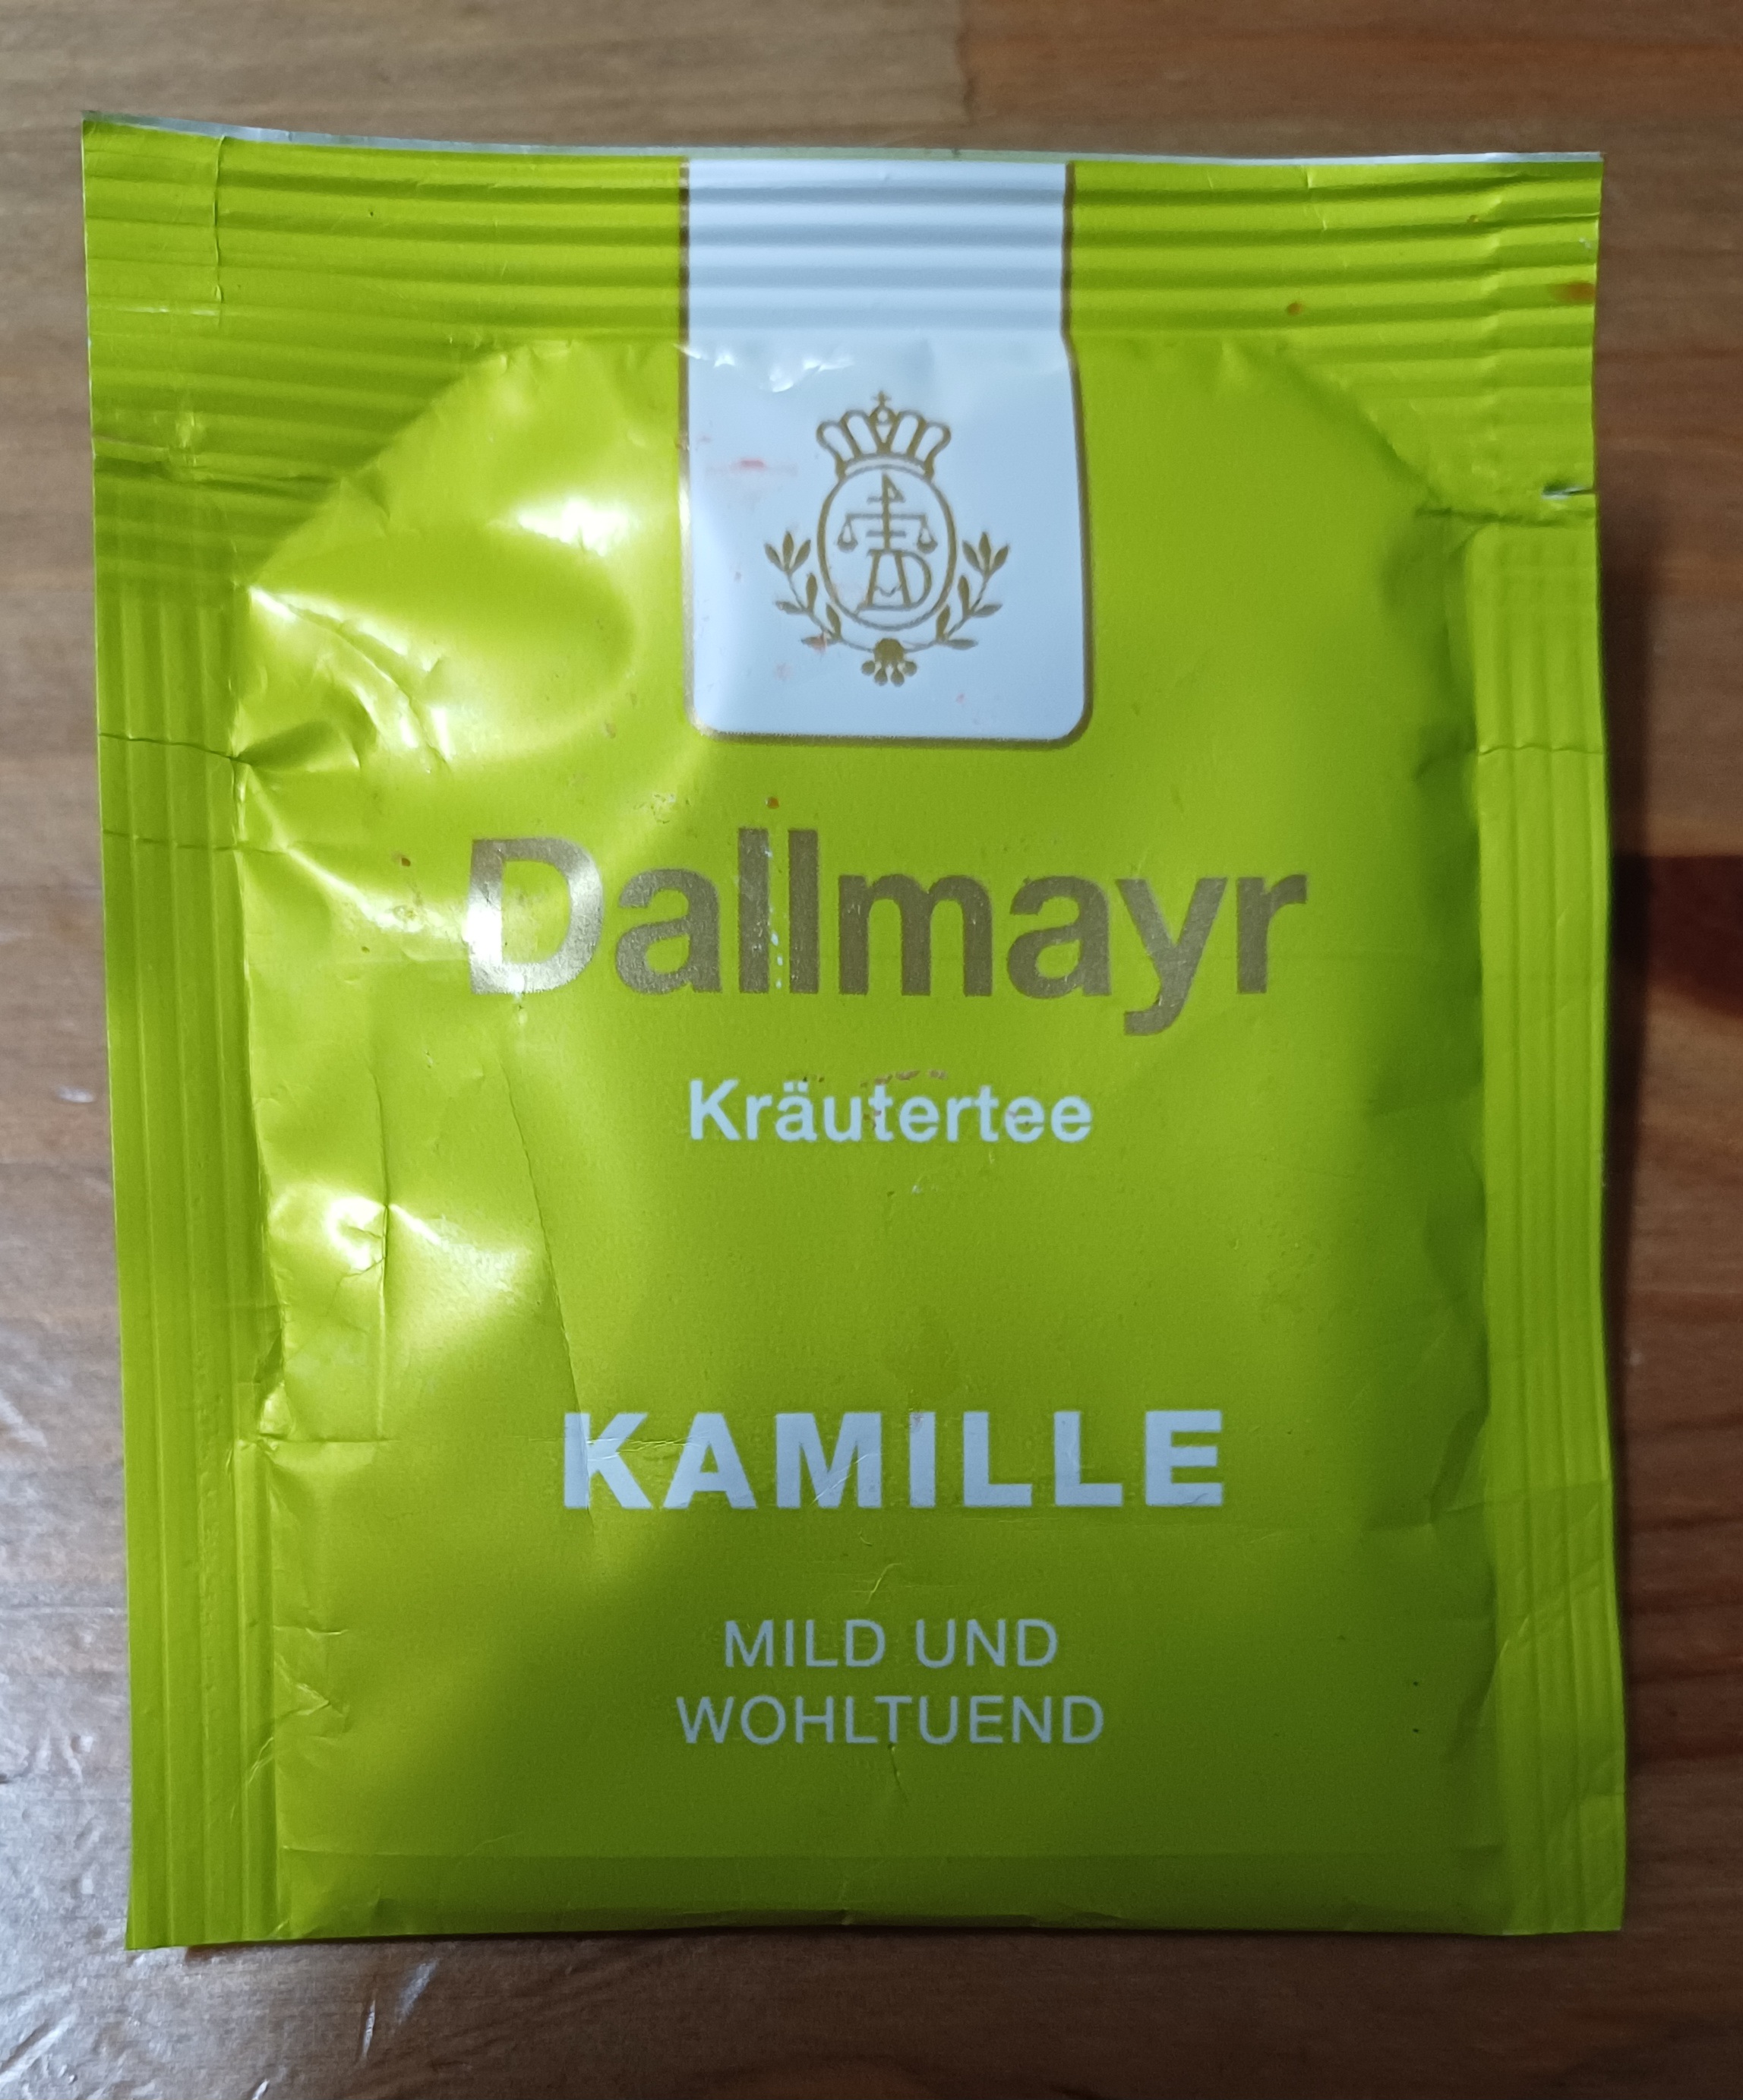 Dallmayr
Kräutertee
KAMILLE
MILD UND
WOHLTUEND